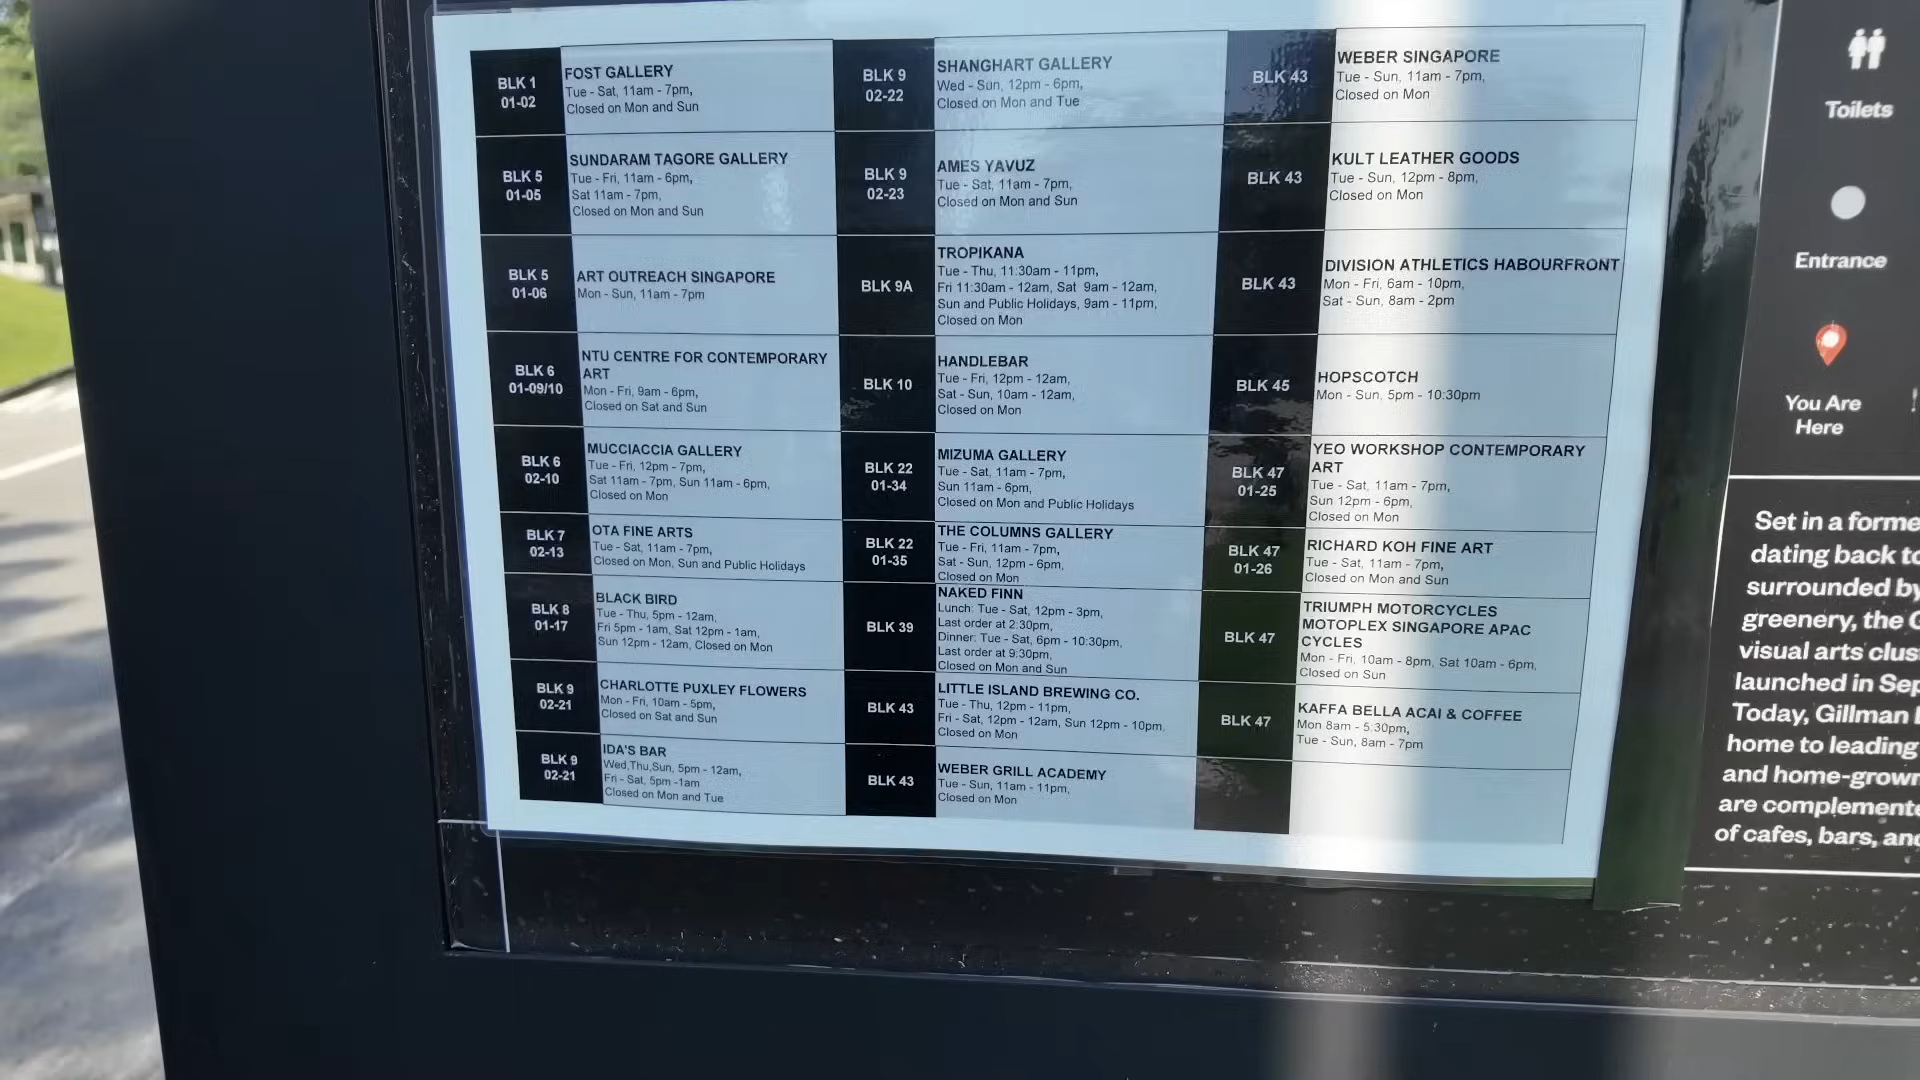 BLK 1
01-02
FOST GALLERY
Tue - Sat, 11am - 7pm,
Closed on Mon and Sun
BLK 5
01-05
SUNDARAM TAGORE GALLERY
Tue - Fri, 11am - 6pm,
Sat 11am - 7pm,
Closed on Mon and Sun
BLK 5
01-06
ART OUTREACH SINGAPORE
Mon - Sun, 11am - 7pm
BLK 6
01-09/10
NTU CENTRE FOR CONTEMPORARY
ART
Mon - Fri, 9am - 6pm,
Closed on Sat and Sun
BLK 6
02-10
MUCCIACCIA GALLERY
Tue - Fri, 12pm - 7pm,
Sat 11am - 7pm, Sun 11am - 6pm,
Closed on Mon
BLK 7
02-13
OTA FINE ARTS
Tue - Sat, 11am - 7pm,
Closed on Mon, Sun and Public Holidays
BLK 8
01-17
BLACK BIRD
Tue - Thu, 5pm - 12am,
Fri 5pm - 1am, Sat 12pm - 1am,
Sun 12pm - 12am, Closed on Mon
BLK 9
02-21
CHARLOTTE PUXLEY FLOWERS
Mon - Fri, 10am - 5pm,
Closed on Sat and Sun
BLK 9
02-21
IDA'S BAR
Wed,Thu,Sun, 5pm - 12am,
Fri - Sat, 5pm -1am
Closed on Mon and Tue
BLK 9
02-22
SHANGHART GALLERY
Wed - Sun, 12pm - 6pm,
Closed on Mon and Tue
BLK 9
02-23
AMES YAVUZ
Tue - Sat, 11am - 7pm,
Closed on Mon and Sun
BLK 9A
TROPIKANA
Tue - Thu, 11:30am - 11pm,
Fri 11:30am - 12am, Sat 9am - 12am,
Sun and Public Holidays, 9am - 11pm,
Closed on Mon
BLK 10
HANDLEBAR
Tue - Fri, 12pm - 12am,
Sat - Sun, 10am - 12am,
Closed on Mon
BLK 22
01-34
MIZUMA GALLERY
Tue - Sat, 11am - 7pm,
Sun 11am - 6pm,
Closed on Mon and Public Holidays
BLK 22
01-35
THE COLUMNS GALLERY
Tue - Fri, 11am - 7pm,
Sat - Sun, 12pm - 6pm,
Closed on Mon
BLK 39
NAKED FINN
Lunch: Tue - Sat, 12pm - 3pm,
Last order at 2:30pm,
Dinner: Tue - Sat, 6pm - 10:30pm,
Last order at 9:30pm,
Closed on Mon and Sun
BLK 43
LITTLE ISLAND BREWING CO.
Tue - Thu, 12pm - 11pm,
Fri - Sat, 12pm - 12am, Sun 12pm - 10pm,
Closed on Mon
BLK 43
WEBER GRILL ACADEMY
Tue - Sun, 11am - 11pm,
Closed on Mon
BLK 43
WEBER SINGAPORE
Tue - Sun, 11am - 7pm,
Closed on Mon
BLK 43
KULT LEATHER GOODS
Tue - Sun, 12pm - 8pm,
Closed on Mon
BLK 43
DIVISION ATHLETICS HABOURFRONT
Mon - Fri, 6am - 10pm,
Sat - Sun, 8am - 2pm
BLK 45
HOPSCOTCH
Mon - Sun, 5pm - 10:30pm
BLK 47
01-25
YEO WORKSHOP CONTEMPORARY
ART
Tue - Sat, 11am - 7pm,
Sun 12pm - 6pm,
Closed on Mon
BLK 47
01-26
RICHARD KOH FINE ART
Tue - Sat, 11am - 7pm,
Closed on Mon and Sun
BLK 47
TRIUMPH MOTORCYCLES
MOTOPLEX SINGAPORE APAC
CYCLES
Mon - Fri, 10am - 8pm, Sat 10am - 6pm,
Closed on Sun
BLK 47
KAFFA BELLA ACAI & COFFEE
Mon 8am - 5.30pm,
Tue - Sun, 8am - 7pm
Toilets
Entrance
You Are
Here
Set in a forme
dating back to
surrounded by
greenery, the
visual arts clus
launched in Sep
Today, Gillman
home to leading
and home-grown
are complemente
of cafes, bars, and